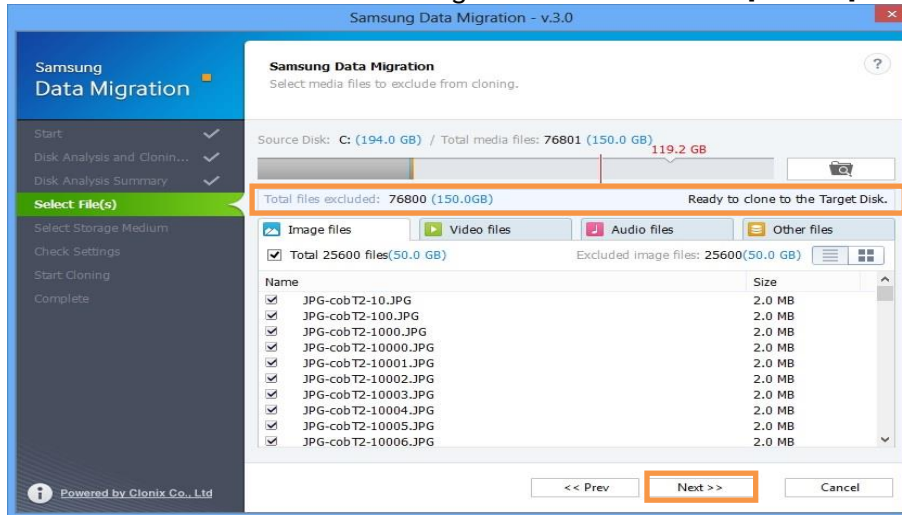 Samsung Data Migration - v.3.0
Samsung
Data Migration
Samsung Data Migration
Select media files to exclude from cloning.
?
Start
Disk Analysis and Clonin...
Disk Analysis Summary
Select File(s)
Select Storage Medium
Check Settings
Start Cloning
Complete
Source Disk: C: (194.0 GB) / Total media files: 76801 (150.0 GB)
119.2 GB
Total files excluded: 76800 (150.0GB) Ready to clone to the Target Disk.
Image files Video files Audio files Other files
Total 25600 files(50.0 GB) Excluded image files: 25600(50.0 GB)
Name Size
JPG-cobT2-10.JPG 2.0 MB
JPG-cobT2-100.JPG 2.0 MB
JPG-cobT2-1000.JPG 2.0 MB
JPG-cobT2-10000.JPG 2.0 MB
JPG-cobT2-10001.JPG 2.0 MB
JPG-cobT2-10002.JPG 2.0 MB
JPG-cobT2-10003.JPG 2.0 MB
JPG-cobT2-10004.JPG 2.0 MB
JPG-cobT2-10005.JPG 2.0 MB
JPG-cobT2-10006.JPG 2.0 MB
Powered by Clonix Co., Ltd
<< Prev Next >> Cancel